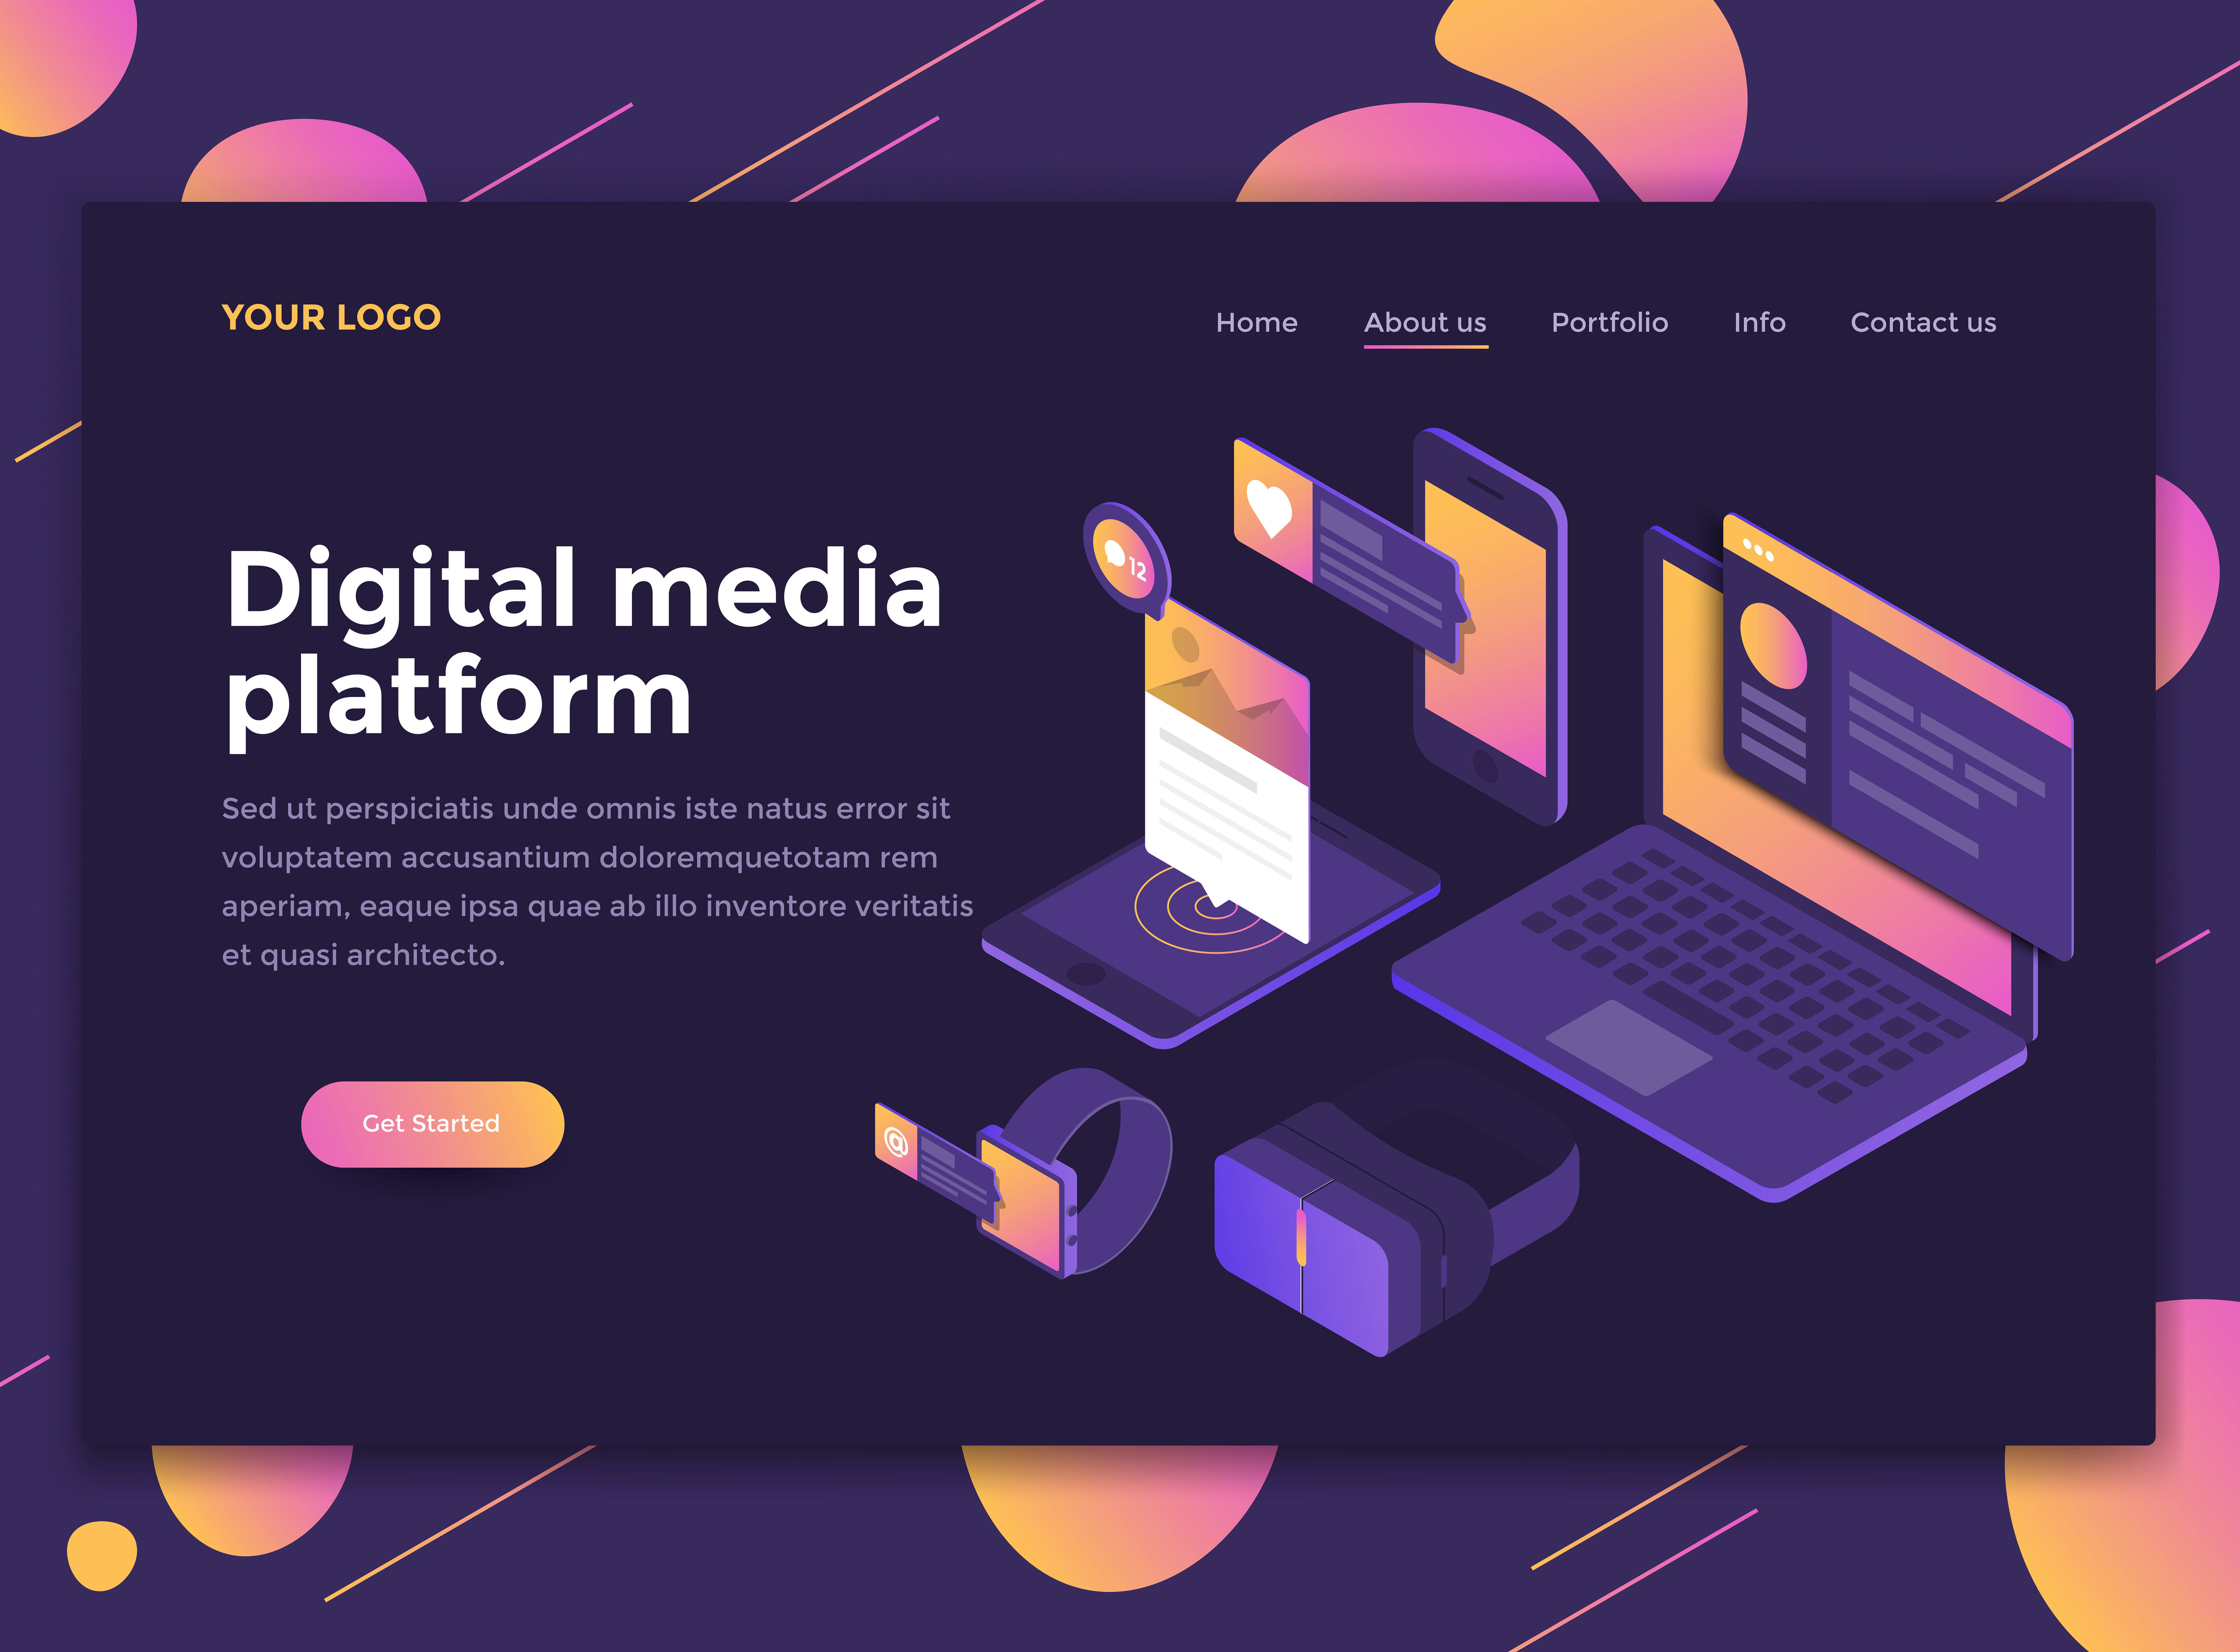 YOUR LOGO
Home About us Portfolio Info Contact us
12
Digital media
platform
Sed ut perspiciatis unde omnis iste natus error sit
voluptatem accusantium doloremquetotam rem
aperiam, eaque ipsa quae ab illo inventore veritatis
et quasi architecto.
Get Started
@